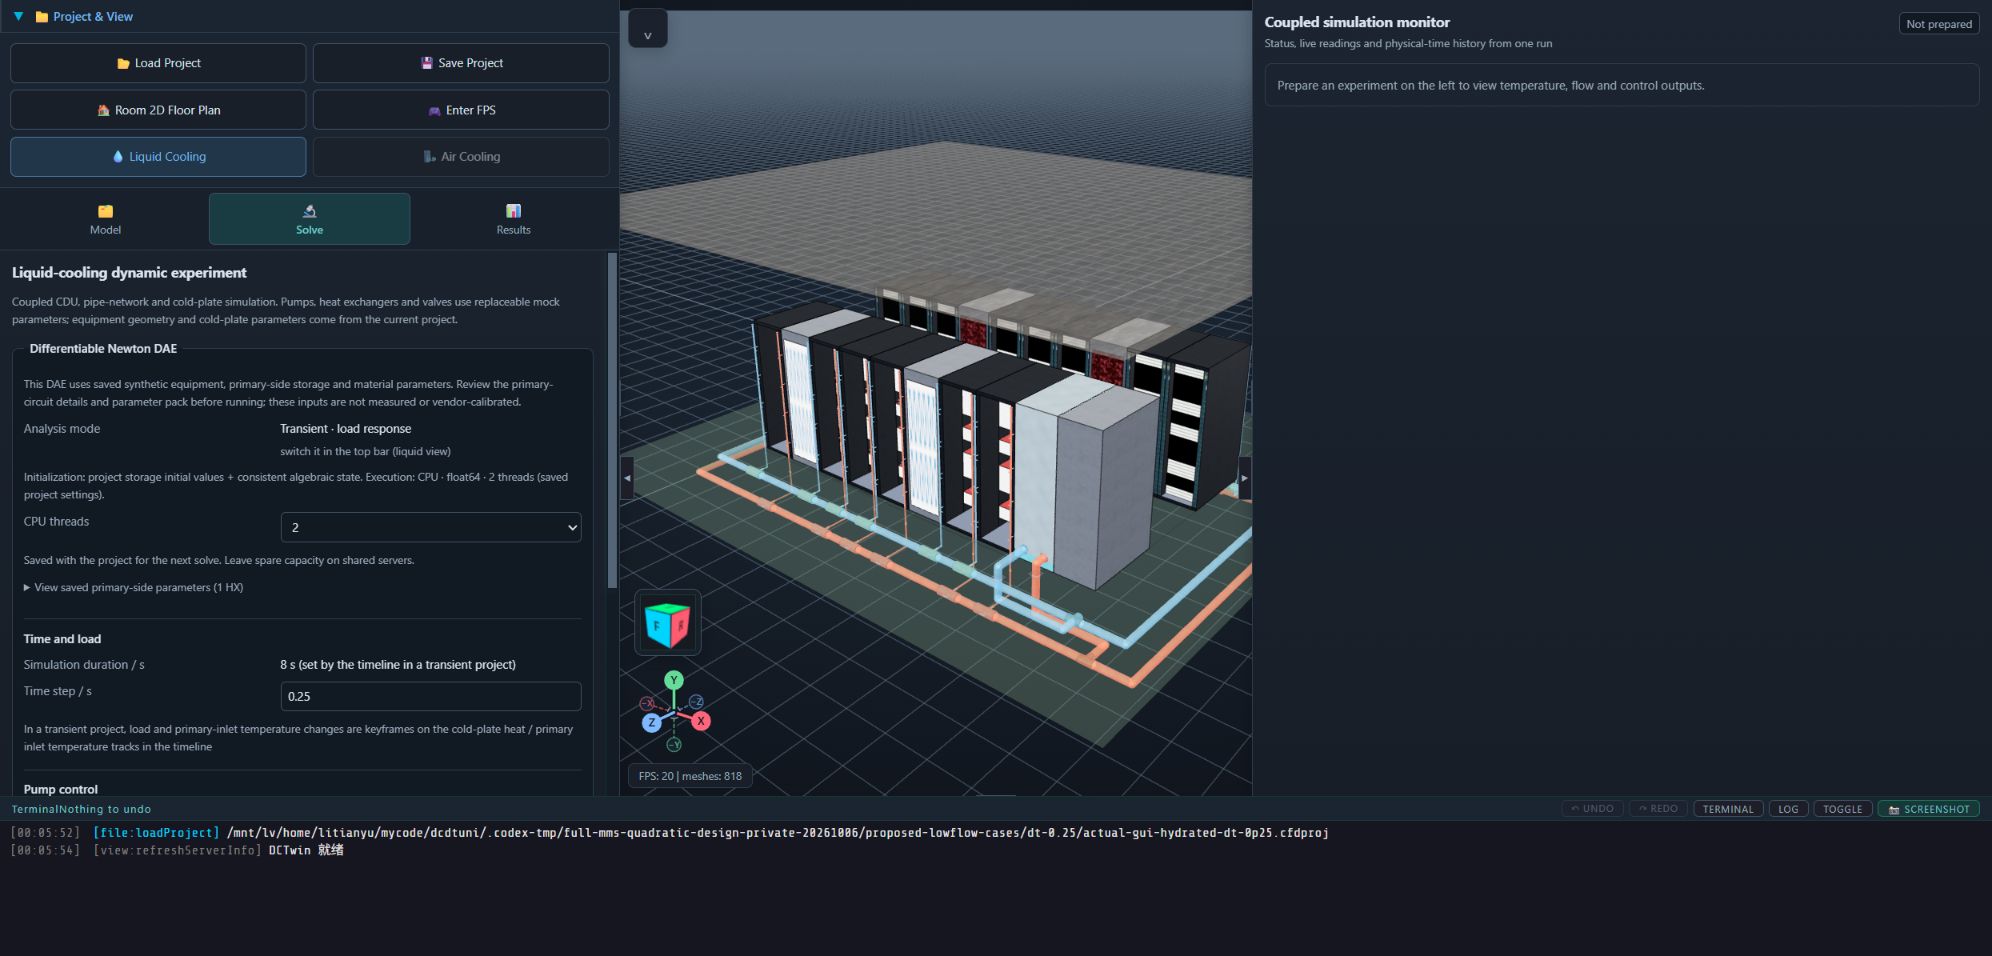 ▼ Project & View
Load Project
Save Project
Room 2D Floor Plan
Enter FPS
Liquid Cooling
Air Cooling
Model
Solve
Results
Liquid-cooling dynamic experiment
Coupled CDU, pipe-network and cold-plate simulation. Pumps, heat exchangers and valves use replaceable mock
parameters; equipment geometry and cold-plate parameters come from the current project.
Differentiable Newton DAE
This DAE uses saved synthetic equipment, primary-side storage and material parameters. Review the primary-
circuit details and parameter pack before running; these inputs are not measured or vendor-calibrated.
Analysis mode
Transient · load response
switch it in the top bar (liquid view)
Initialization: project storage initial values + consistent algebraic state. Execution: CPU · float64 · 2 threads (saved
project settings).
CPU threads
2
Saved with the project for the next solve. Leave spare capacity on shared servers.
▶ View saved primary-side parameters (1 HX)
Time and load
Simulation duration / s
8 s (set by the timeline in a transient project)
Time step / s
0.25
In a transient project, load and primary-inlet temperature changes are keyframes on the cold-plate heat / primary
inlet temperature tracks in the timeline
Pump control
v
F
R
Y
-X
-Z
Z
X
-Y
FPS: 20 | meshes: 818
Coupled simulation monitor
Not prepared
Status, live readings and physical-time history from one run
Prepare an experiment on the left to view temperature, flow and control outputs.
TerminalNothing to undo
UNDO
REDO
TERMINAL
LOG
TOGGLE
SCREENSHOT
[00:05:52] [file:loadProject] /mnt/lv/home/litianyu/mycode/dcdtuni/.codex-tmp/full-mms-quadratic-design-private-20261006/proposed-lowflow-cases/dt-0.25/actual-gui-hydrated-dt-0p25.cfdproj
[00:05:54] [view:refreshServerInfo] DCTwin 就绪